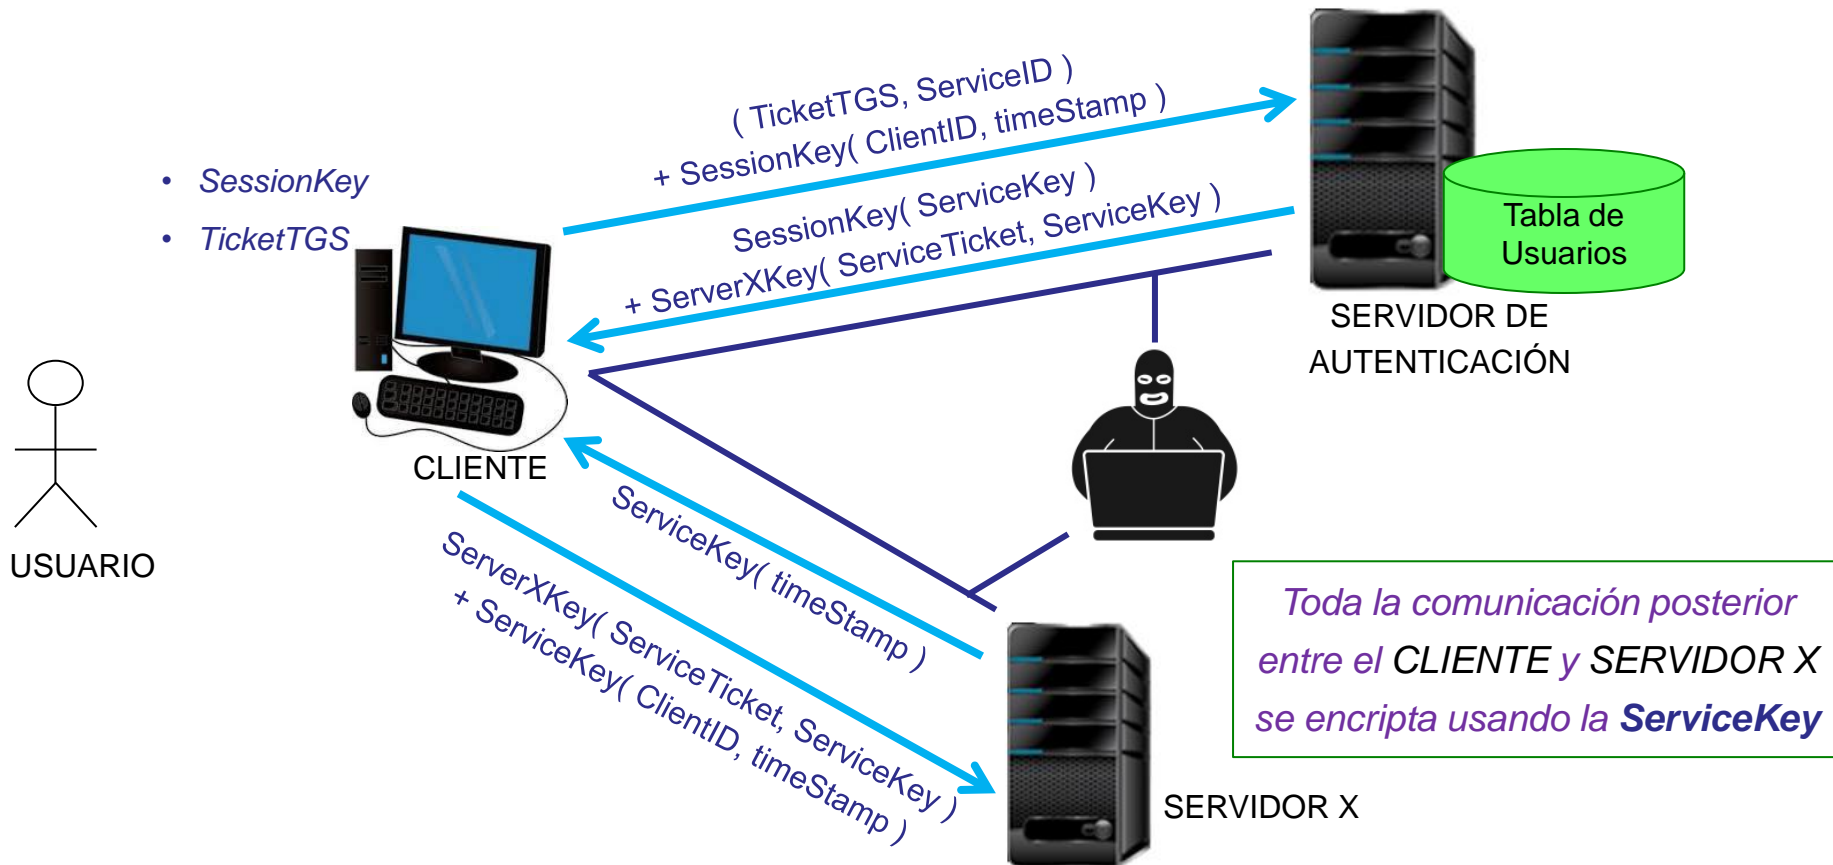 ( TicketTGS, ServiceID )
+ SessionKey( ClientID, timeStamp )
• SessionKey
• TicketTGS
SessionKey( ServiceKey )
+ ServerXKey( ServiceTicket, ServiceKey )
Tabla de
Usuarios
SERVIDOR DE
AUTENTICACIÓN
CLIENTE
USUARIO
ServiceKey( timeStamp )
ServerXKey( ServiceTicket, ServiceKey )
+ ServiceKey( ClientID, timeStamp )
Toda la comunicación posterior
entre el CLIENTE y SERVIDOR X
se encripta usando la ServiceKey
SERVIDOR X